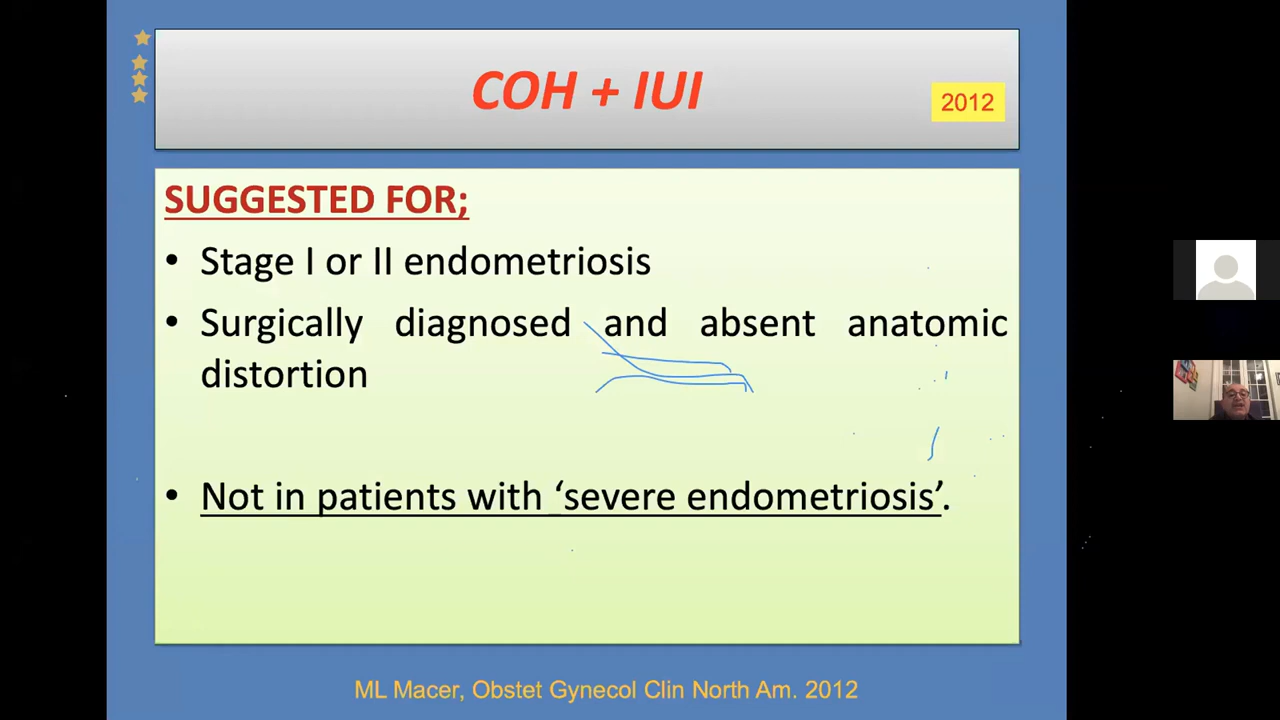 COH + IUI
2012
SUGGESTED FOR;
• Stage I or II endometriosis
• Surgically diagnosed and absent anatomic
distortion
• Not in patients with ‘severe endometriosis’.
ML Macer, Obstet Gynecol Clin North Am. 2012